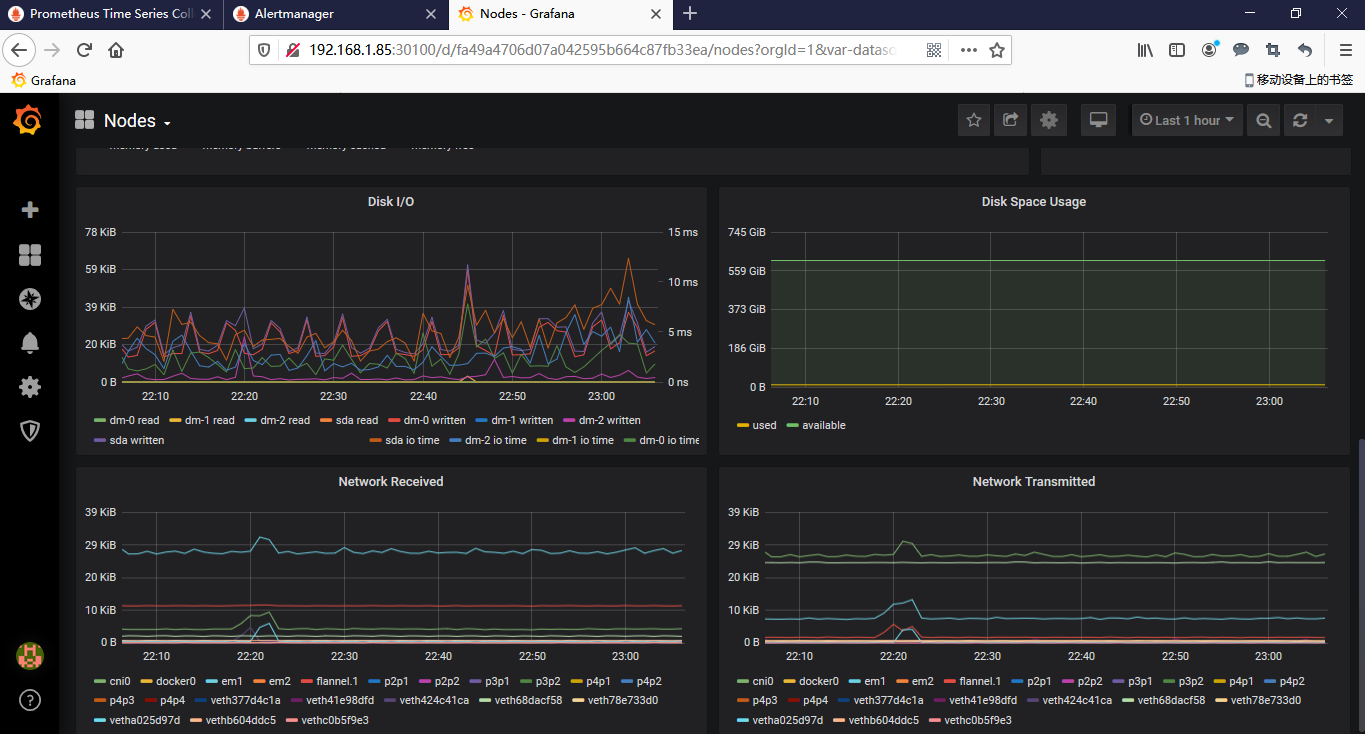 Prometheus Time Series Coll
Alertmanager
Nodes - Grafana
192.168.1.85:30100/d/fa49a4706d07a042595b664c87fb33ea/nodes?orgId=1&var-dataso
Grafana
移动设备上的书签
Nodes
Last 1 hour
memory used memory buffers memory cached memory free
Disk I/O
78 KiB
59 KiB
39 KiB
20 KiB
0 B
15 ms
10 ms
5 ms
0 ns
22:10 22:20 22:30 22:40 22:50 23:00
dm-0 read dm-1 read dm-2 read sda read dm-0 written dm-1 written dm-2 written
sda written sda io time dm-2 io time dm-1 io time dm-0 io time
Disk Space Usage
745 GiB
559 GiB
373 GiB
186 GiB
0 B
22:10 22:20 22:30 22:40 22:50 23:00
used available
Network Received
39 KiB
29 KiB
20 KiB
10 KiB
0 B
22:10 22:20 22:30 22:40 22:50 23:00
cni0 docker0 em1 em2 flannel.1 p2p1 p2p2 p3p1 p3p2 p4p1 p4p2
p4p3 p4p4 veth377d4c1a veth41e98dfd veth424c41ca veth68dacf58 veth78e733d0
vetha025d97d vethb604ddc5 vethc0b5f9e3
Network Transmitted
39 KiB
29 KiB
20 KiB
10 KiB
0 B
22:10 22:20 22:30 22:40 22:50 23:00
cni0 docker0 em1 em2 flannel.1 p2p1 p2p2 p3p1 p3p2 p4p1 p4p2
p4p3 p4p4 veth377d4c1a veth41e98dfd veth424c41ca veth68dacf58 veth78e733d0
vetha025d97d vethb604ddc5 vethc0b5f9e3